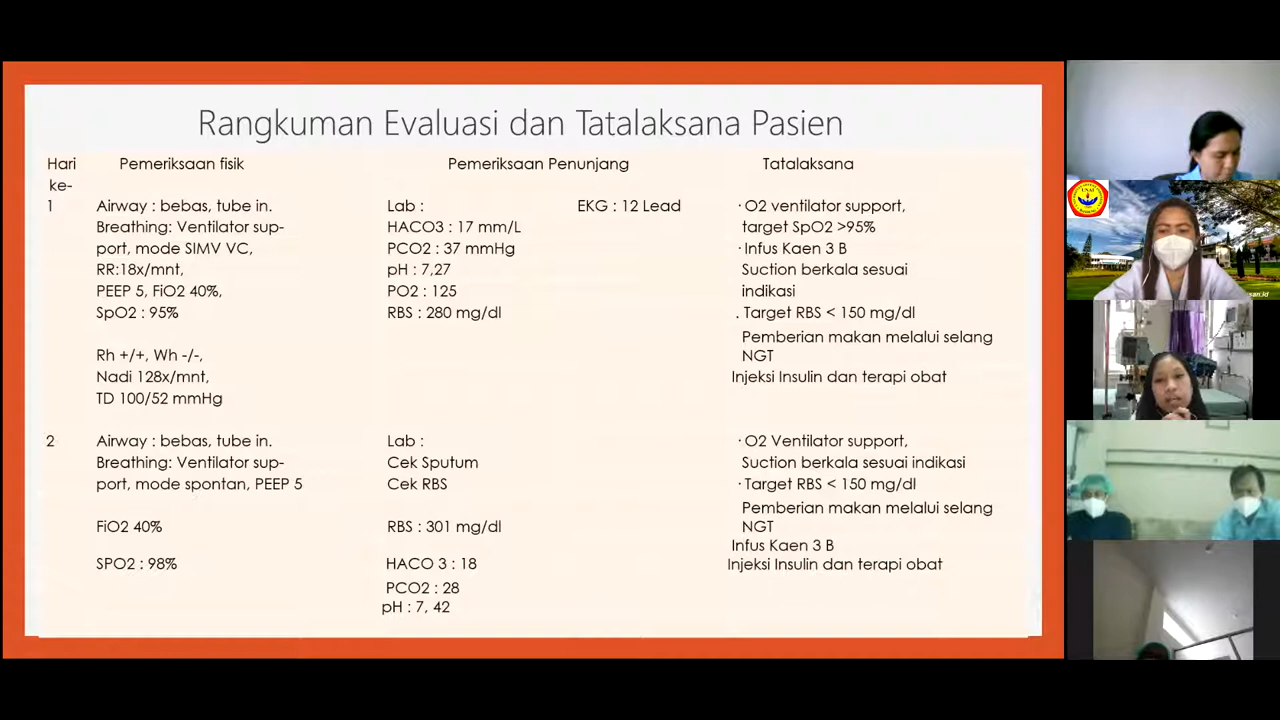 Rangkuman Evaluasi dan Tatalaksana Pasien
Hari ke-
Pemeriksaan fisik
Pemeriksaan Penunjang
Tatalaksana
1
Airway : bebas, tube in.
Breathing: Ventilator sup-
port, mode SIMV VC,
RR:18x/mnt,
PEEP 5, FiO2 40%,
SpO2 : 95%
Rh +/+, Wh -/-,
Nadi 128x/mnt,
TD 100/52 mmHg
Lab :
HACO3 : 17 mm/L
PCO2 : 37 mmHg
pH : 7,27
PO2 : 125
RBS : 280 mg/dl
EKG : 12 Lead
· O2 ventilator support,
target SpO2 >95%
· Infus Kaen 3 B
Suction berkala sesuai
indikasi
. Target RBS < 150 mg/dl
Pemberian makan melalui selang
NGT
Injeksi Insulin dan terapi obat
2
Airway : bebas, tube in.
Breathing: Ventilator sup-
port, mode spontan, PEEP 5
FiO2 40%
SPO2 : 98%
Lab :
Cek Sputum
Cek RBS
RBS : 301 mg/dl
HACO 3 : 18
PCO2 : 28
pH : 7, 42
· O2 Ventilator support,
Suction berkala sesuai indikasi
· Target RBS < 150 mg/dl
Pemberian makan melalui selang
NGT
Infus Kaen 3 B
Injeksi Insulin dan terapi obat
UNAI